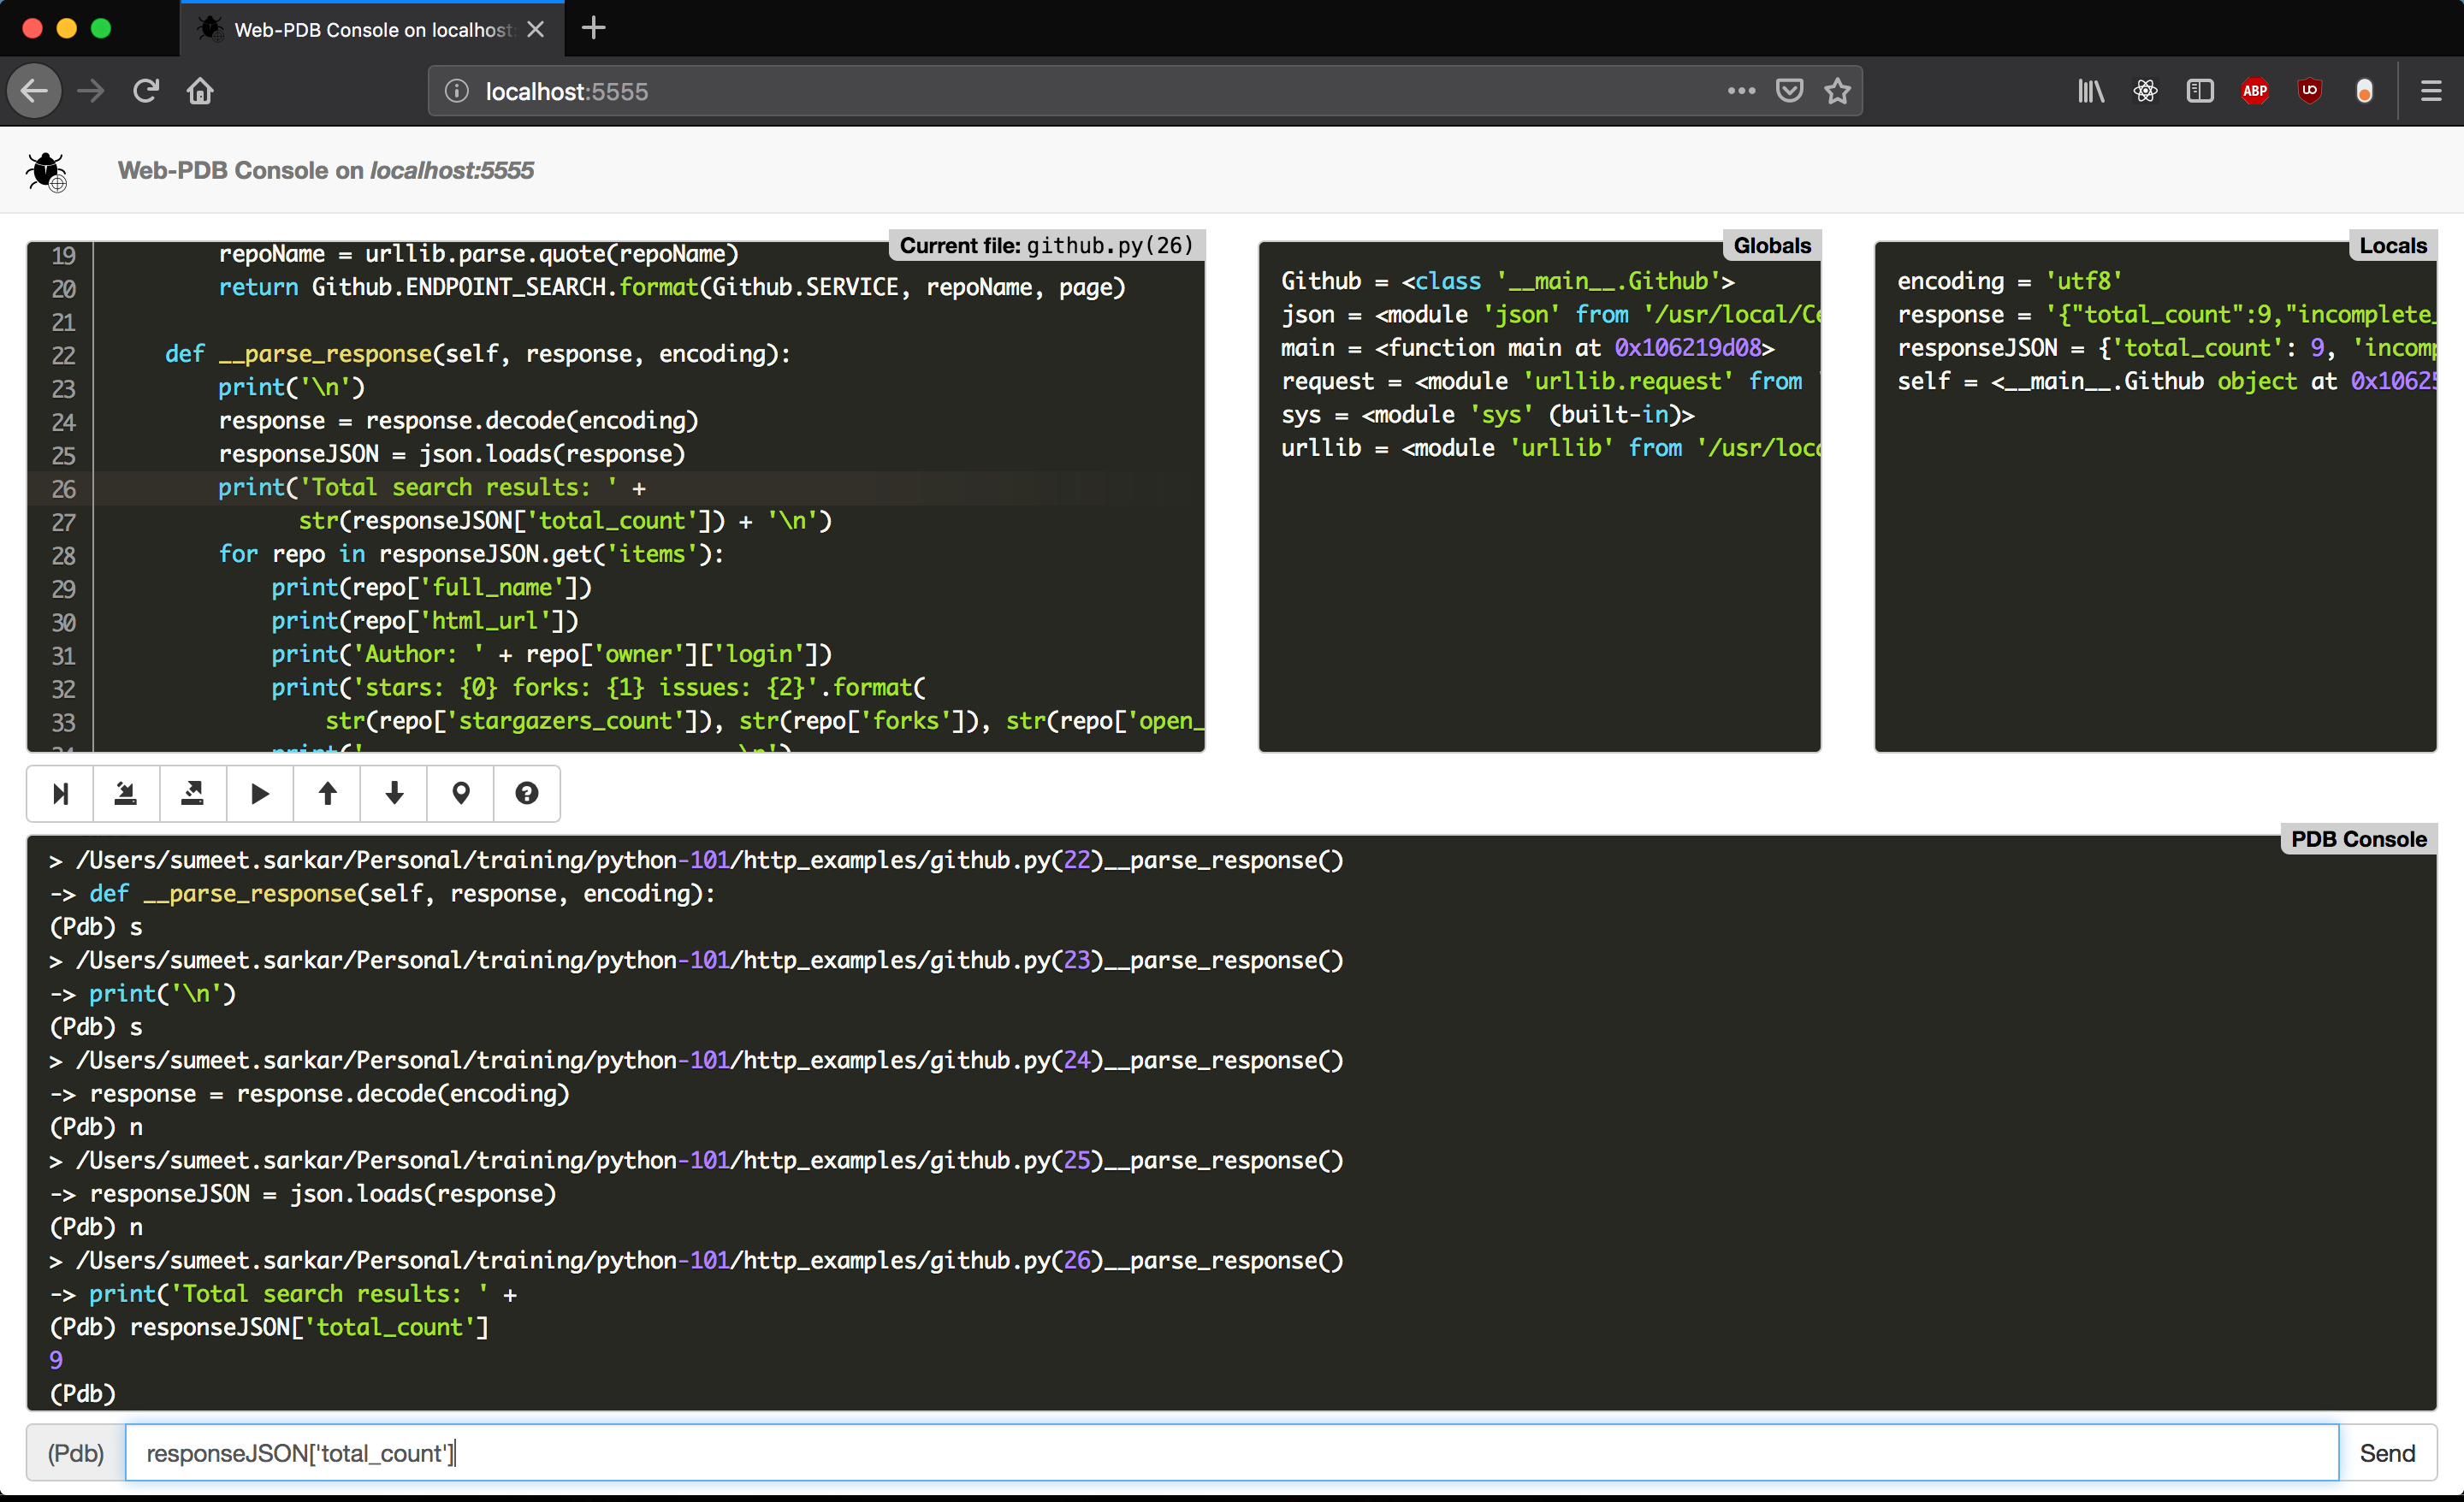 Web-PDB Console on localhost:
localhost:5555
ABP
UO
Web-PDB Console on localhost:5555
Current file: github.py(26)
19 repoName = urllib.parse.quote(repoName)
20 return Github.ENDPOINT_SEARCH.format(Github.SERVICE, repoName, page)
21
22 def __parse_response(self, response, encoding):
23 print('\n')
24 response = response.decode(encoding)
25 responseJSON = json.loads(response)
26 print('Total search results: ' +
27 str(responseJSON['total_count']) + '\n')
28 for repo in responseJSON.get('items'):
29 print(repo['full_name'])
30 print(repo['html_url'])
31 print('Author: ' + repo['owner']['login'])
32 print('stars: {0} forks: {1} issues: {2}'.format(
33 str(repo['stargazers_count']), str(repo['forks']), str(repo['open_
Globals
Github = <class '__main__.Github'>
json = <module 'json' from '/usr/local/Ce
main = <function main at 0x106219d08>
request = <module 'urllib.request' from '
sys = <module 'sys' (built-in)>
urllib = <module 'urllib' from '/usr/loca
Locals
encoding = 'utf8'
response = '{"total_count":9,"incomplete_
responseJSON = {'total_count': 9, 'incomp
self = <__main__.Github object at 0x10625
PDB Console
> /Users/sumeet.sarkar/Personal/training/python-101/http_examples/github.py(22)__parse_response()
-> def __parse_response(self, response, encoding):
(Pdb) s
> /Users/sumeet.sarkar/Personal/training/python-101/http_examples/github.py(23)__parse_response()
-> print('\n')
(Pdb) s
> /Users/sumeet.sarkar/Personal/training/python-101/http_examples/github.py(24)__parse_response()
-> response = response.decode(encoding)
(Pdb) n
> /Users/sumeet.sarkar/Personal/training/python-101/http_examples/github.py(25)__parse_response()
-> responseJSON = json.loads(response)
(Pdb) n
> /Users/sumeet.sarkar/Personal/training/python-101/http_examples/github.py(26)__parse_response()
-> print('Total search results: ' +
(Pdb) responseJSON['total_count']
9
(Pdb)
(Pdb) responseJSON['total_count']
Send